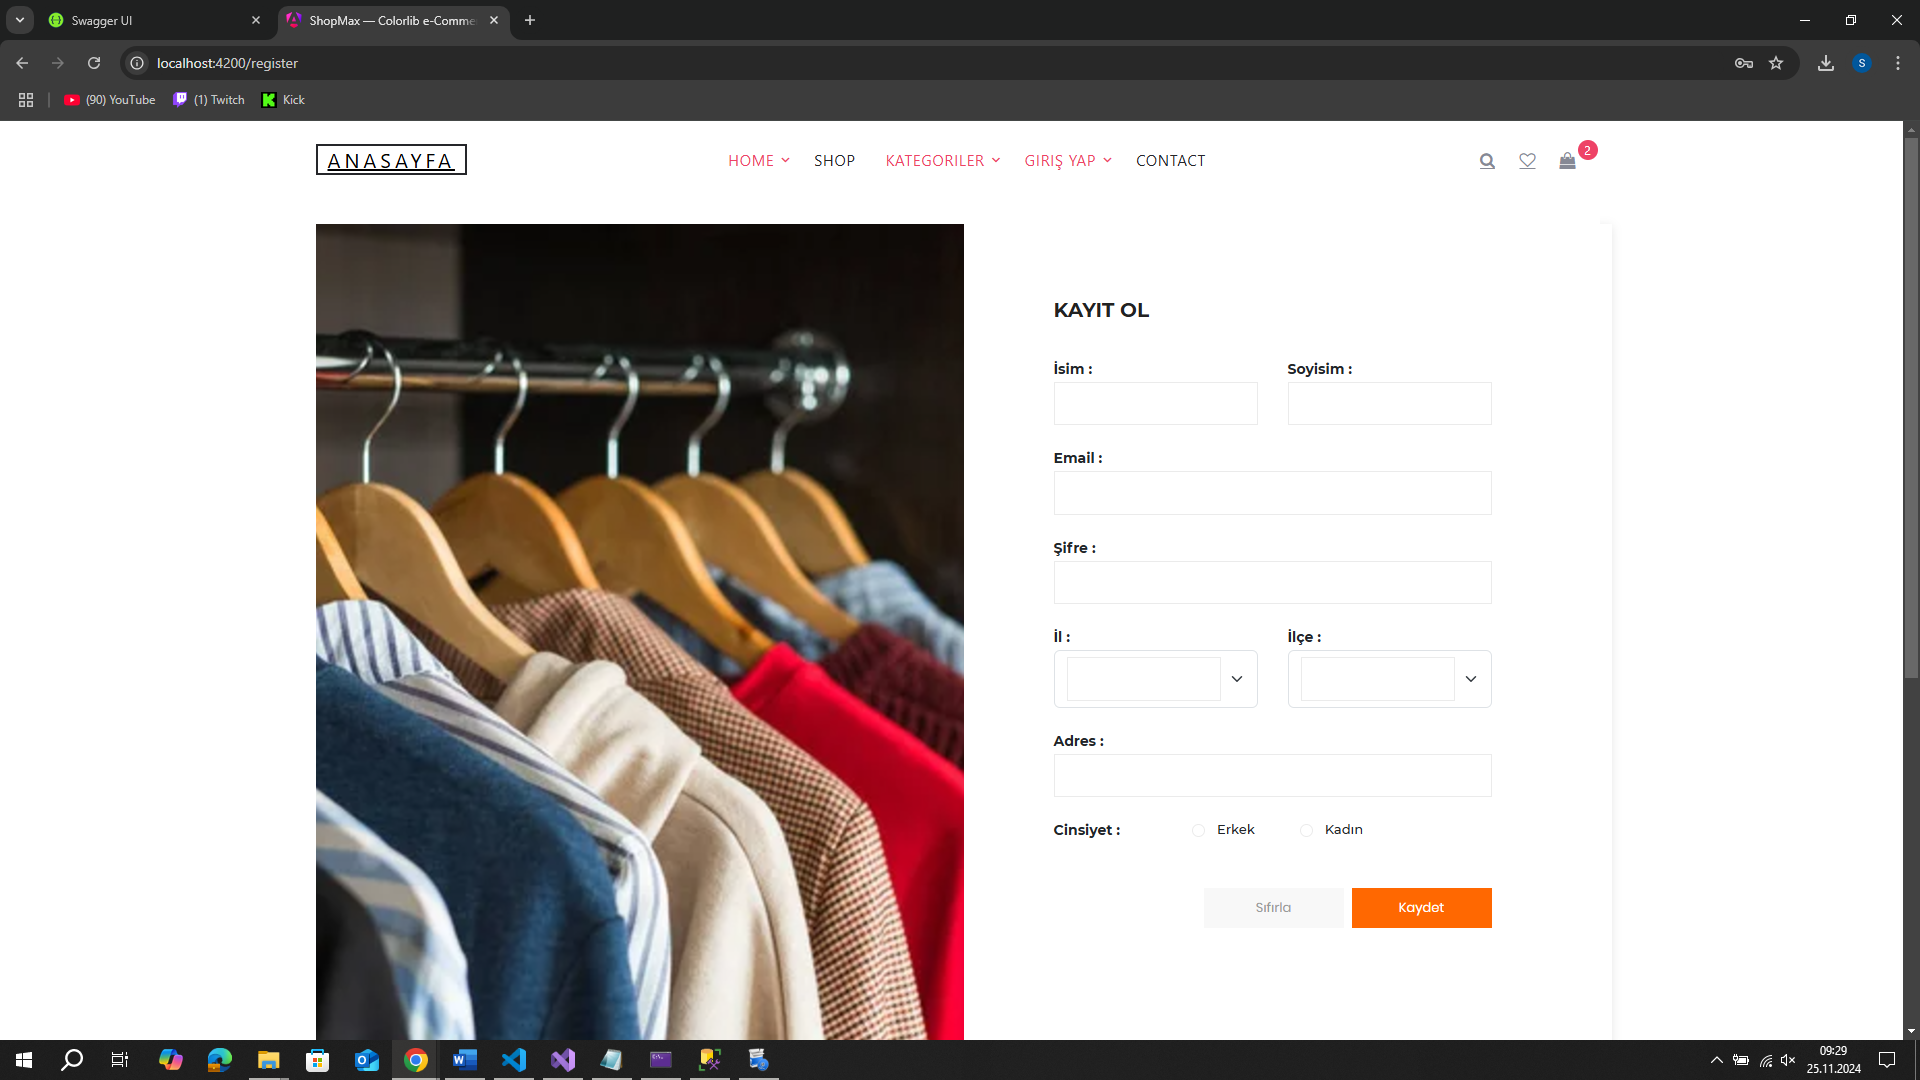 Swagger UI
ShopMax — Colorlib e-Comme
localhost:4200/register
S
(90) YouTube
(1) Twitch
Kick
ANASAYFA
HOME
SHOP
KATEGORILER
GIRIŞ YAP
CONTACT
2
KAYIT OL
İsim :
Soyisim :
Email :
Şifre :
İl :
İlçe :
Adres :
Cinsiyet :
Erkek
Kadın
Sıfırla
Kaydet
09:29
25.11.2024